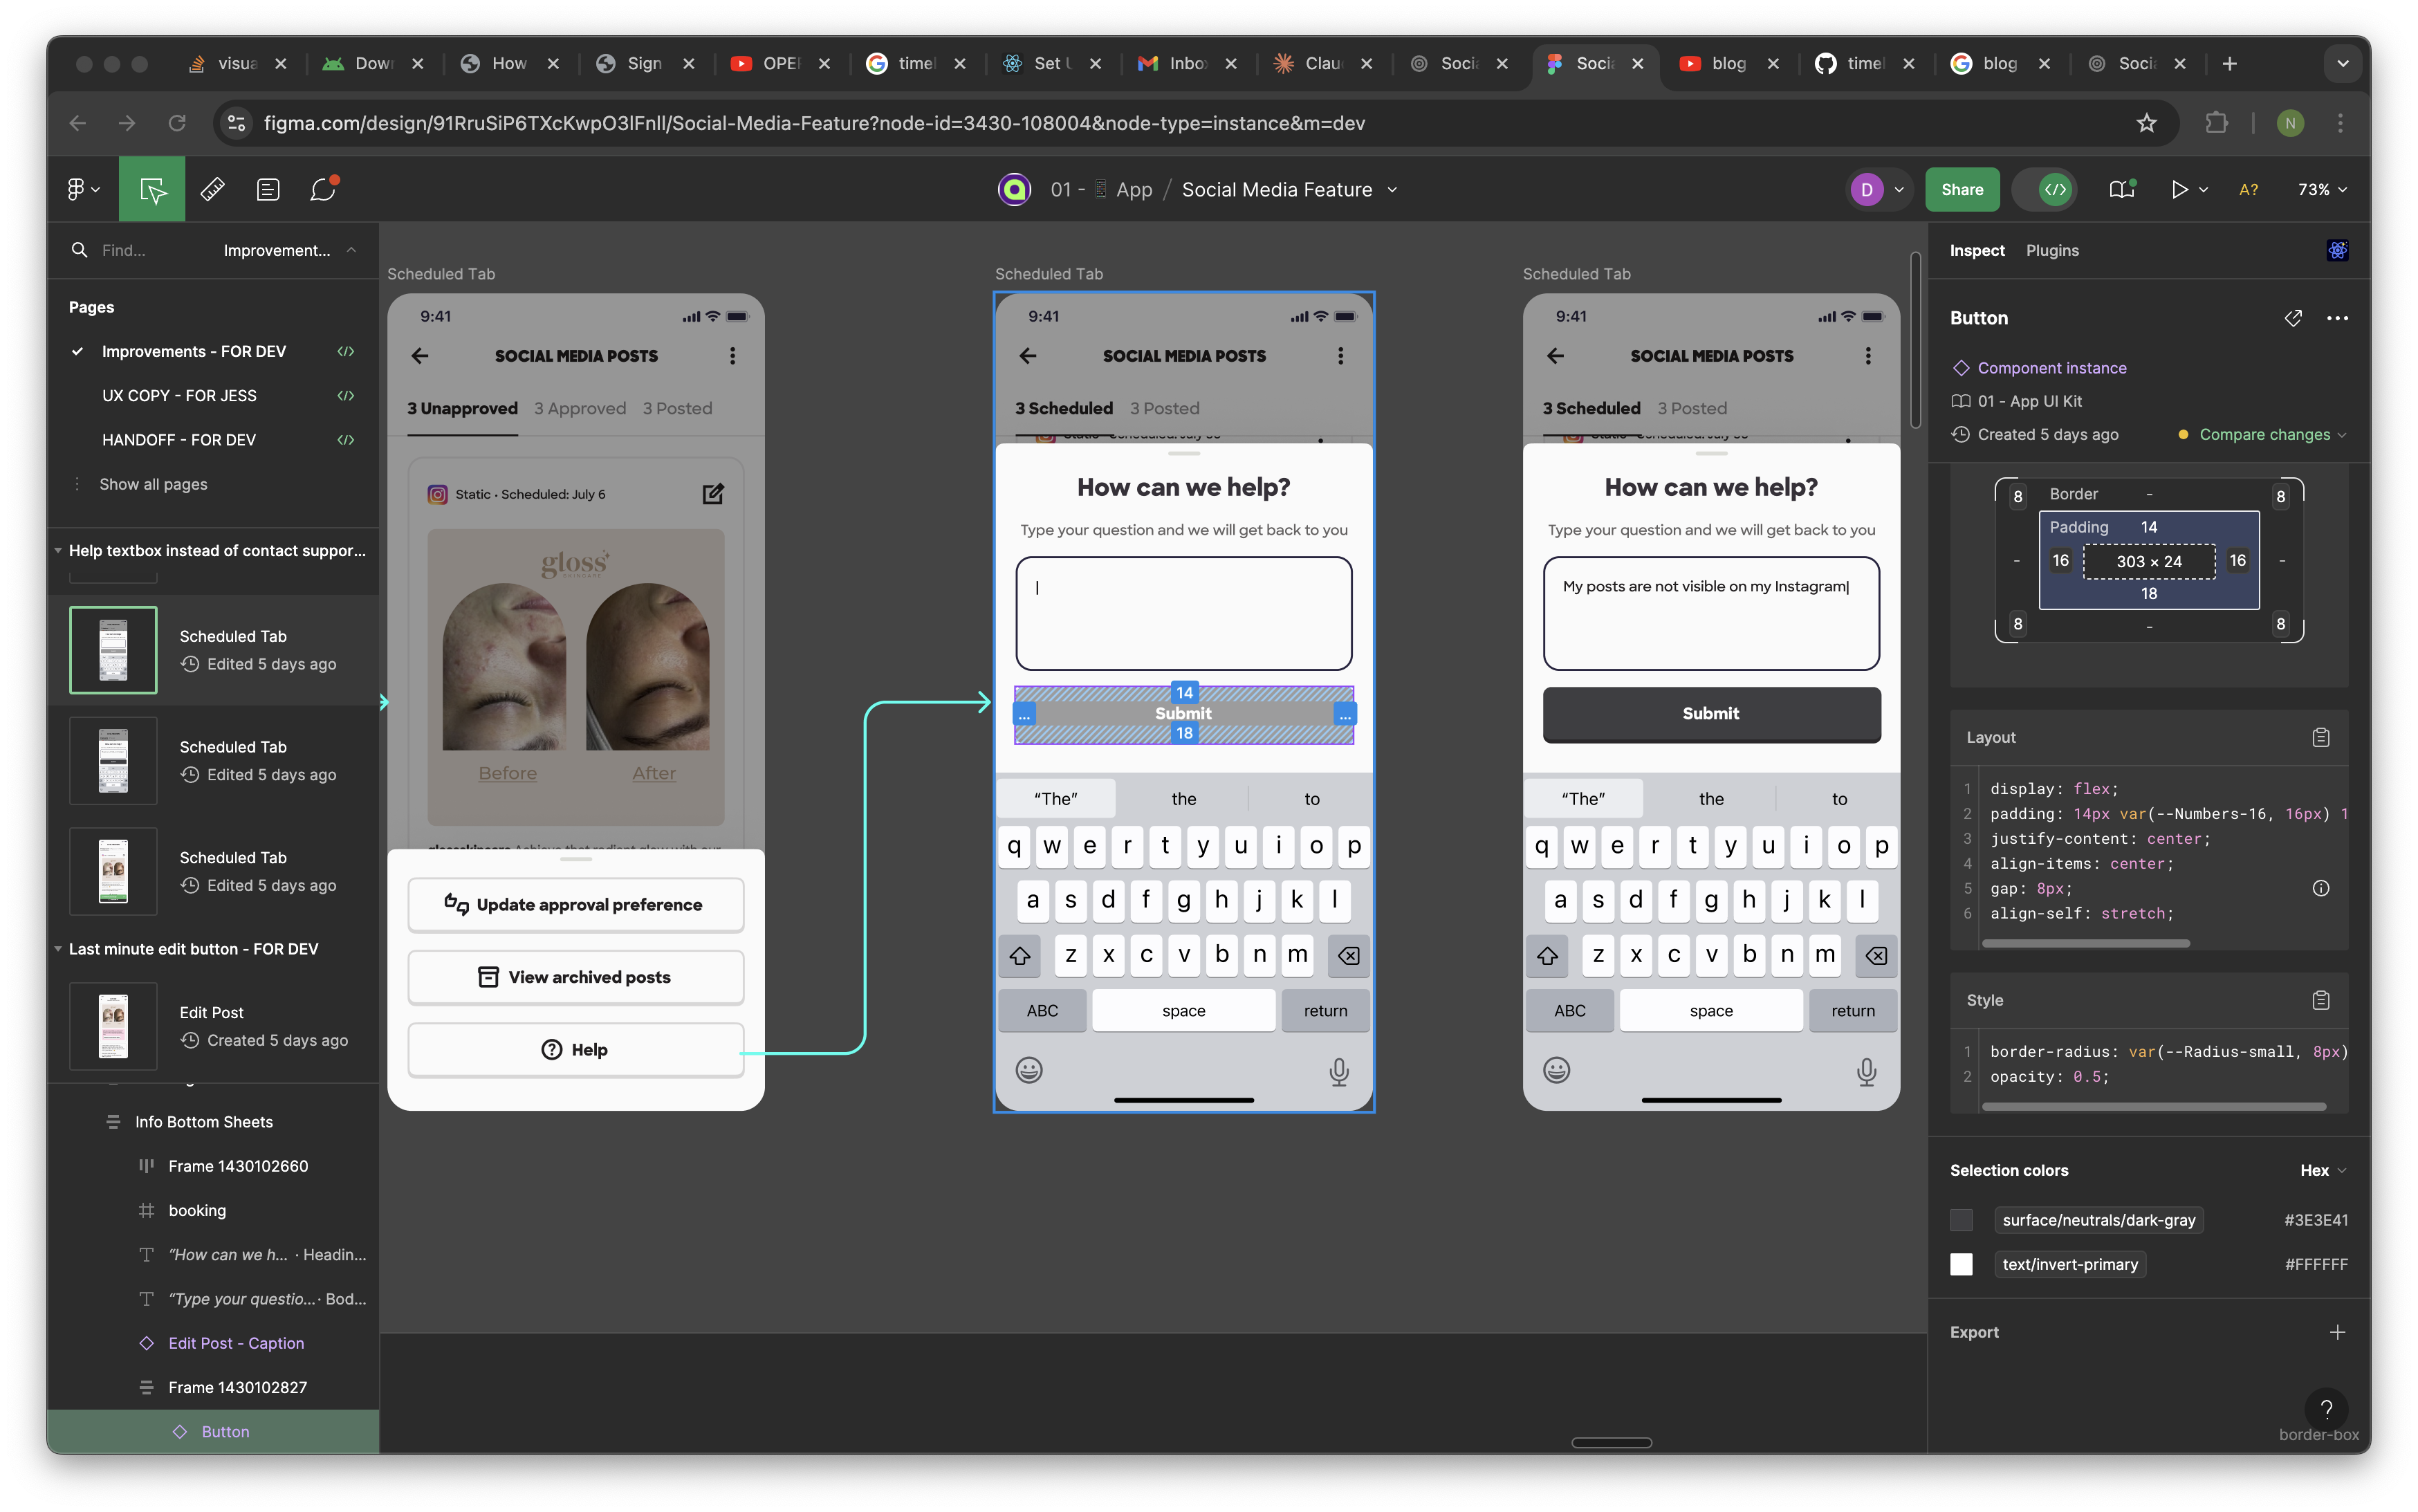 visua
Down
How
Sign
OPE
timel
Set U
Inbo
Clau
Socia
Socia
blog
timel
blog
Socia
figma.com/design/91RruSiP6TXcKwpO3lFnll/Social-Media-Feature?node-id=3430-108004&node-type=instance&m=dev
N
01 - App / Social Media Feature
D
Share
A?
73%
Find...
Improvement...
Pages
Improvements - FOR DEV
UX COPY - FOR JESS
HANDOFF - FOR DEV
Show all pages
Help textbox instead of contact suppor...
Scheduled Tab
Edited 5 days ago
Scheduled Tab
Edited 5 days ago
Scheduled Tab
Edited 5 days ago
Last minute edit button - FOR DEV
Edit Post
Created 5 days ago
Info Bottom Sheets
Frame 1430102660
booking
“How can we h... · Headin...
“Type your questio... · Bod...
Edit Post - Caption
Frame 1430102827
Button
Scheduled Tab
9:41
SOCIAL MEDIA POSTS
3 Unapproved 3 Approved 3 Posted
Static · Scheduled: July 6
gloss
SKINCARE
Before After
glosskincare Achieve that radiant glow with our
Update approval preference
View archived posts
Help
Scheduled Tab
9:41
SOCIAL MEDIA POSTS
3 Scheduled 3 Posted
How can we help?
Type your question and we will get back to you
14
Submit
... ...
18
“The” the to
q w e r t y u i o p
a s d f g h j k l
z x c v b n m
ABC space return
Scheduled Tab
9:41
SOCIAL MEDIA POSTS
3 Scheduled 3 Posted
How can we help?
Type your question and we will get back to you
My posts are not visible on my Instagram
Submit
“The” the to
q w e r t y u i o p
a s d f g h j k l
z x c v b n m
ABC space return
Inspect Plugins
Button
Component instance
01 - App UI Kit
Created 5 days ago
Compare changes
8 Border - 8
Padding 14
- 16 303 × 24 16 -
18
8 - 8
Layout
1 display: flex;
2 padding: 14px var(--Numbers-16, 16px) 1
3 justify-content: center;
4 align-items: center;
5 gap: 8px;
6 align-self: stretch;
Style
1 border-radius: var(--Radius-small, 8px)
2 opacity: 0.5;
Selection colors Hex
surface/neutrals/dark-gray #3E3E41
text/invert-primary #FFFFFF
Export
?
border-box